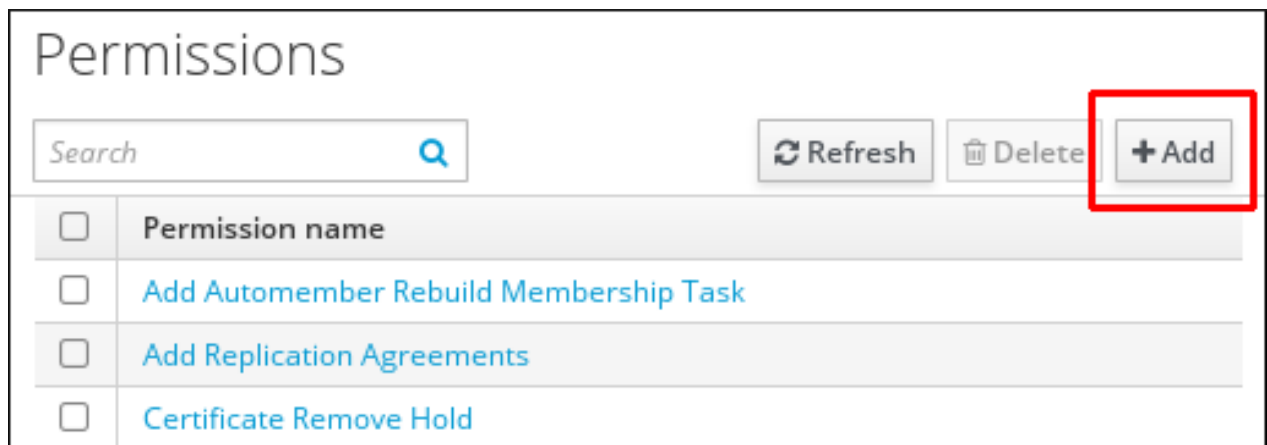 Permissions
Search Refresh Delete + Add
Permission name
Add Automember Rebuild Membership Task
Add Replication Agreements
Certificate Remove Hold